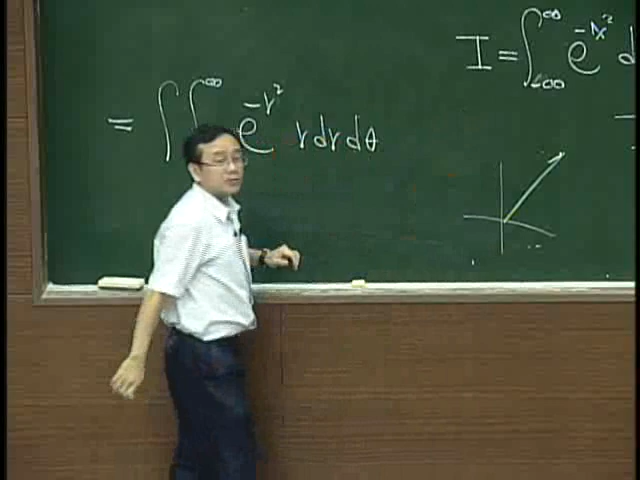 I = ∫_{-∞}^{∞} e^{-x²} d
= ∫∫^{∞} e^{-r²} r dr dθ